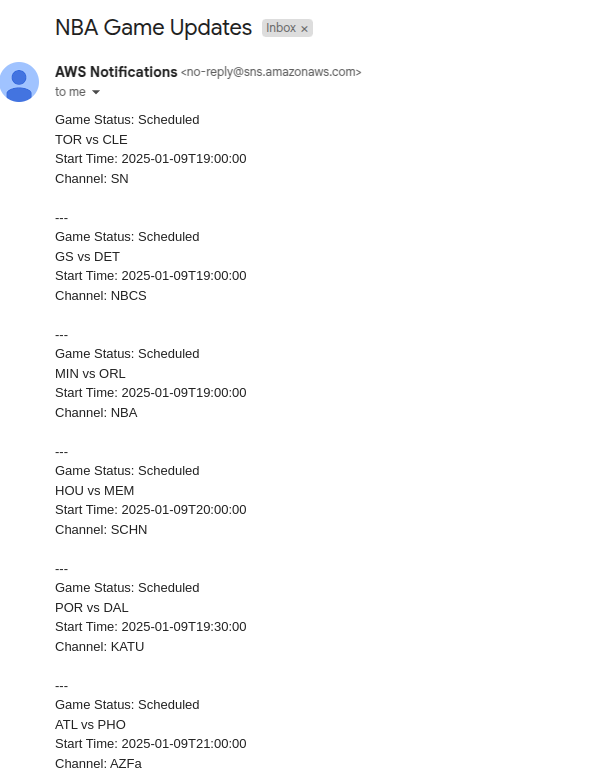 NBA Game Updates Inbox ×
AWS Notifications <no-reply@sns.amazonaws.com>
to me
Game Status: Scheduled
TOR vs CLE
Start Time: 2025-01-09T19:00:00
Channel: SN
---
Game Status: Scheduled
GS vs DET
Start Time: 2025-01-09T19:00:00
Channel: NBCS
---
Game Status: Scheduled
MIN vs ORL
Start Time: 2025-01-09T19:00:00
Channel: NBA
---
Game Status: Scheduled
HOU vs MEM
Start Time: 2025-01-09T20:00:00
Channel: SCHN
---
Game Status: Scheduled
POR vs DAL
Start Time: 2025-01-09T19:30:00
Channel: KATU
---
Game Status: Scheduled
ATL vs PHO
Start Time: 2025-01-09T21:00:00
Channel: AZFa